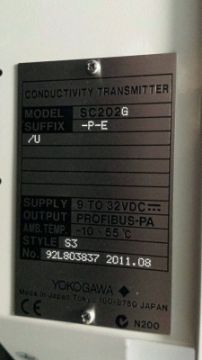 CONDUCTIVITY TRANSMITTER
MODEL SC202G
SUFFIX -P-E
/U
SUPPLY 9 TO 32VDC ⎓
OUTPUT PROFIBUS-PA
AMB.TEMP. -10 ~ 55℃
STYLE S3
No. 92L803837 2011.08
YOKOGAWA
Made in Japan Tokyo 180-8750 JAPAN
CE N200